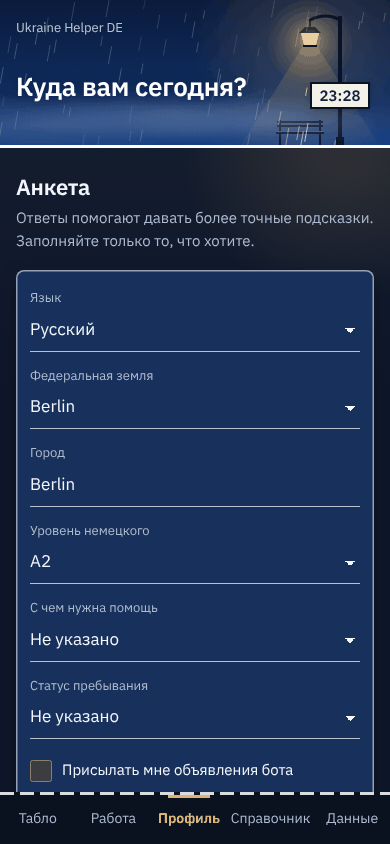 Ukraine Helper DE
Куда вам сегодня?
23:28
Анкета
Ответы помогают давать более точные подсказки.
Заполняйте только то, что хотите.
Язык
Русский
Федеральная земля
Berlin
Город
Berlin
Уровень немецкого
A2
С чем нужна помощь
Не указано
Статус пребывания
Не указано
Присылать мне объявления бота
Табло Работа Профиль Справочник Данные